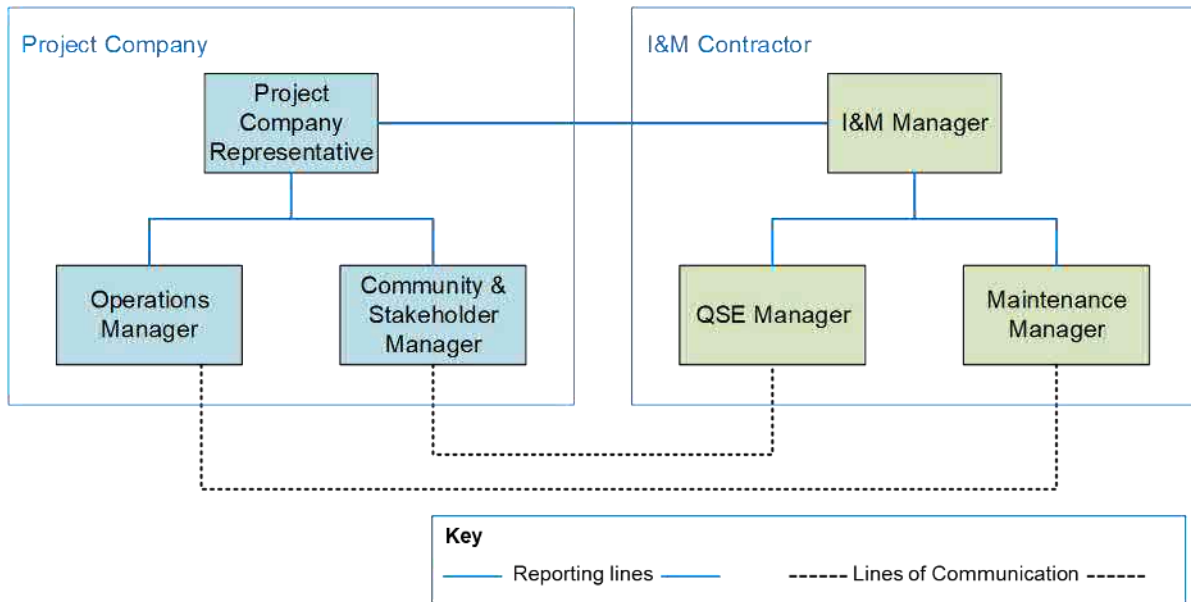 Project Company
I&M Contractor
Project
Company
Representative
I&M Manager
Operations
Manager
Community &
Stakeholder
Manager
QSE Manager
Maintenance
Manager
Key
Reporting lines
Lines of Communication